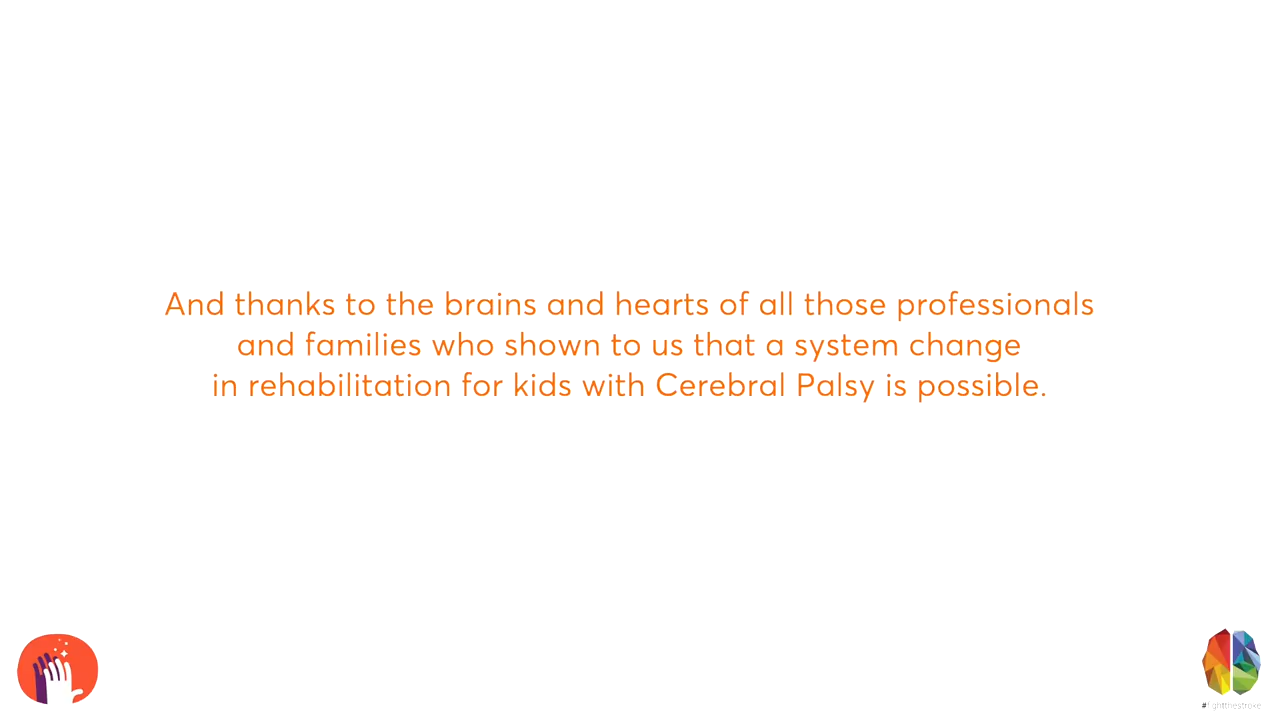 And thanks to the brains and hearts of all those professionals
and families who shown to us that a system change
in rehabilitation for kids with Cerebral Palsy is possible.
#fightthestroke